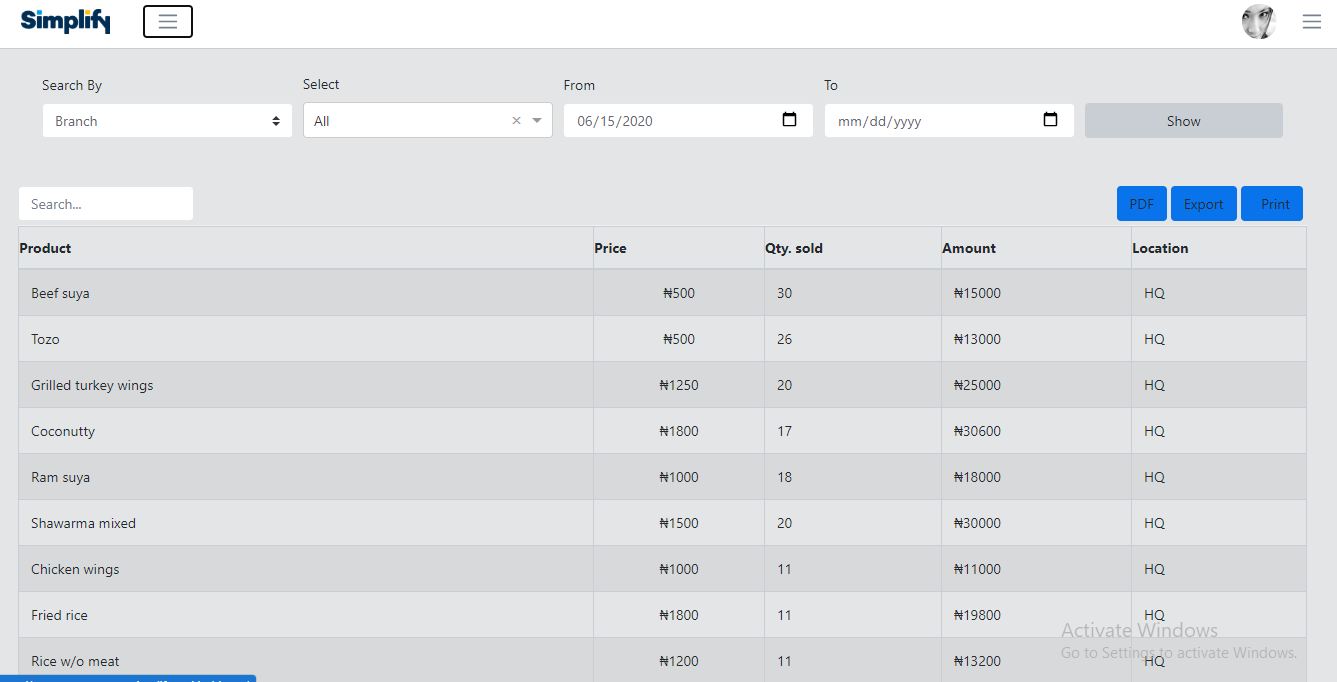 Simplify
Search By Select From To
Branch All × 06/15/2020 mm/dd/yyyy Show
Search... PDF Export Print
Product Price Qty. sold Amount Location
Beef suya ₦500 30 ₦15000 HQ
Tozo ₦500 26 ₦13000 HQ
Grilled turkey wings ₦1250 20 ₦25000 HQ
Coconutty ₦1800 17 ₦30600 HQ
Ram suya ₦1000 18 ₦18000 HQ
Shawarma mixed ₦1500 20 ₦30000 HQ
Chicken wings ₦1000 11 ₦11000 HQ
Fried rice ₦1800 11 ₦19800 HQ
Activate Windows
Go to Settings to activate Windows.
Rice w/o meat ₦1200 11 ₦13200 HQ